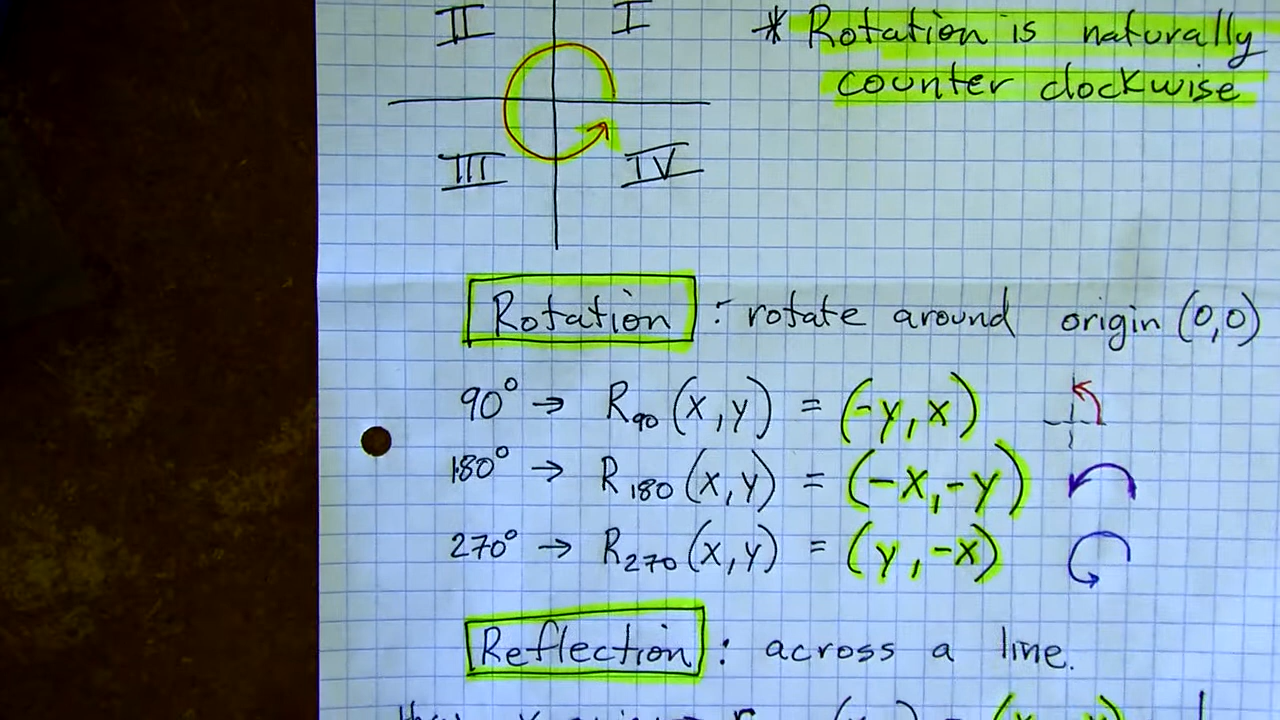 II I
* Rotation is naturally
counter clockwise
III IV
Rotation : rotate around origin (0,0)
90° → R90 (x,y) = (-y, x)
180° → R180 (x,y) = (-x,-y)
270° → R270 (x,y) = (y, -x)
Reflection : across a line.